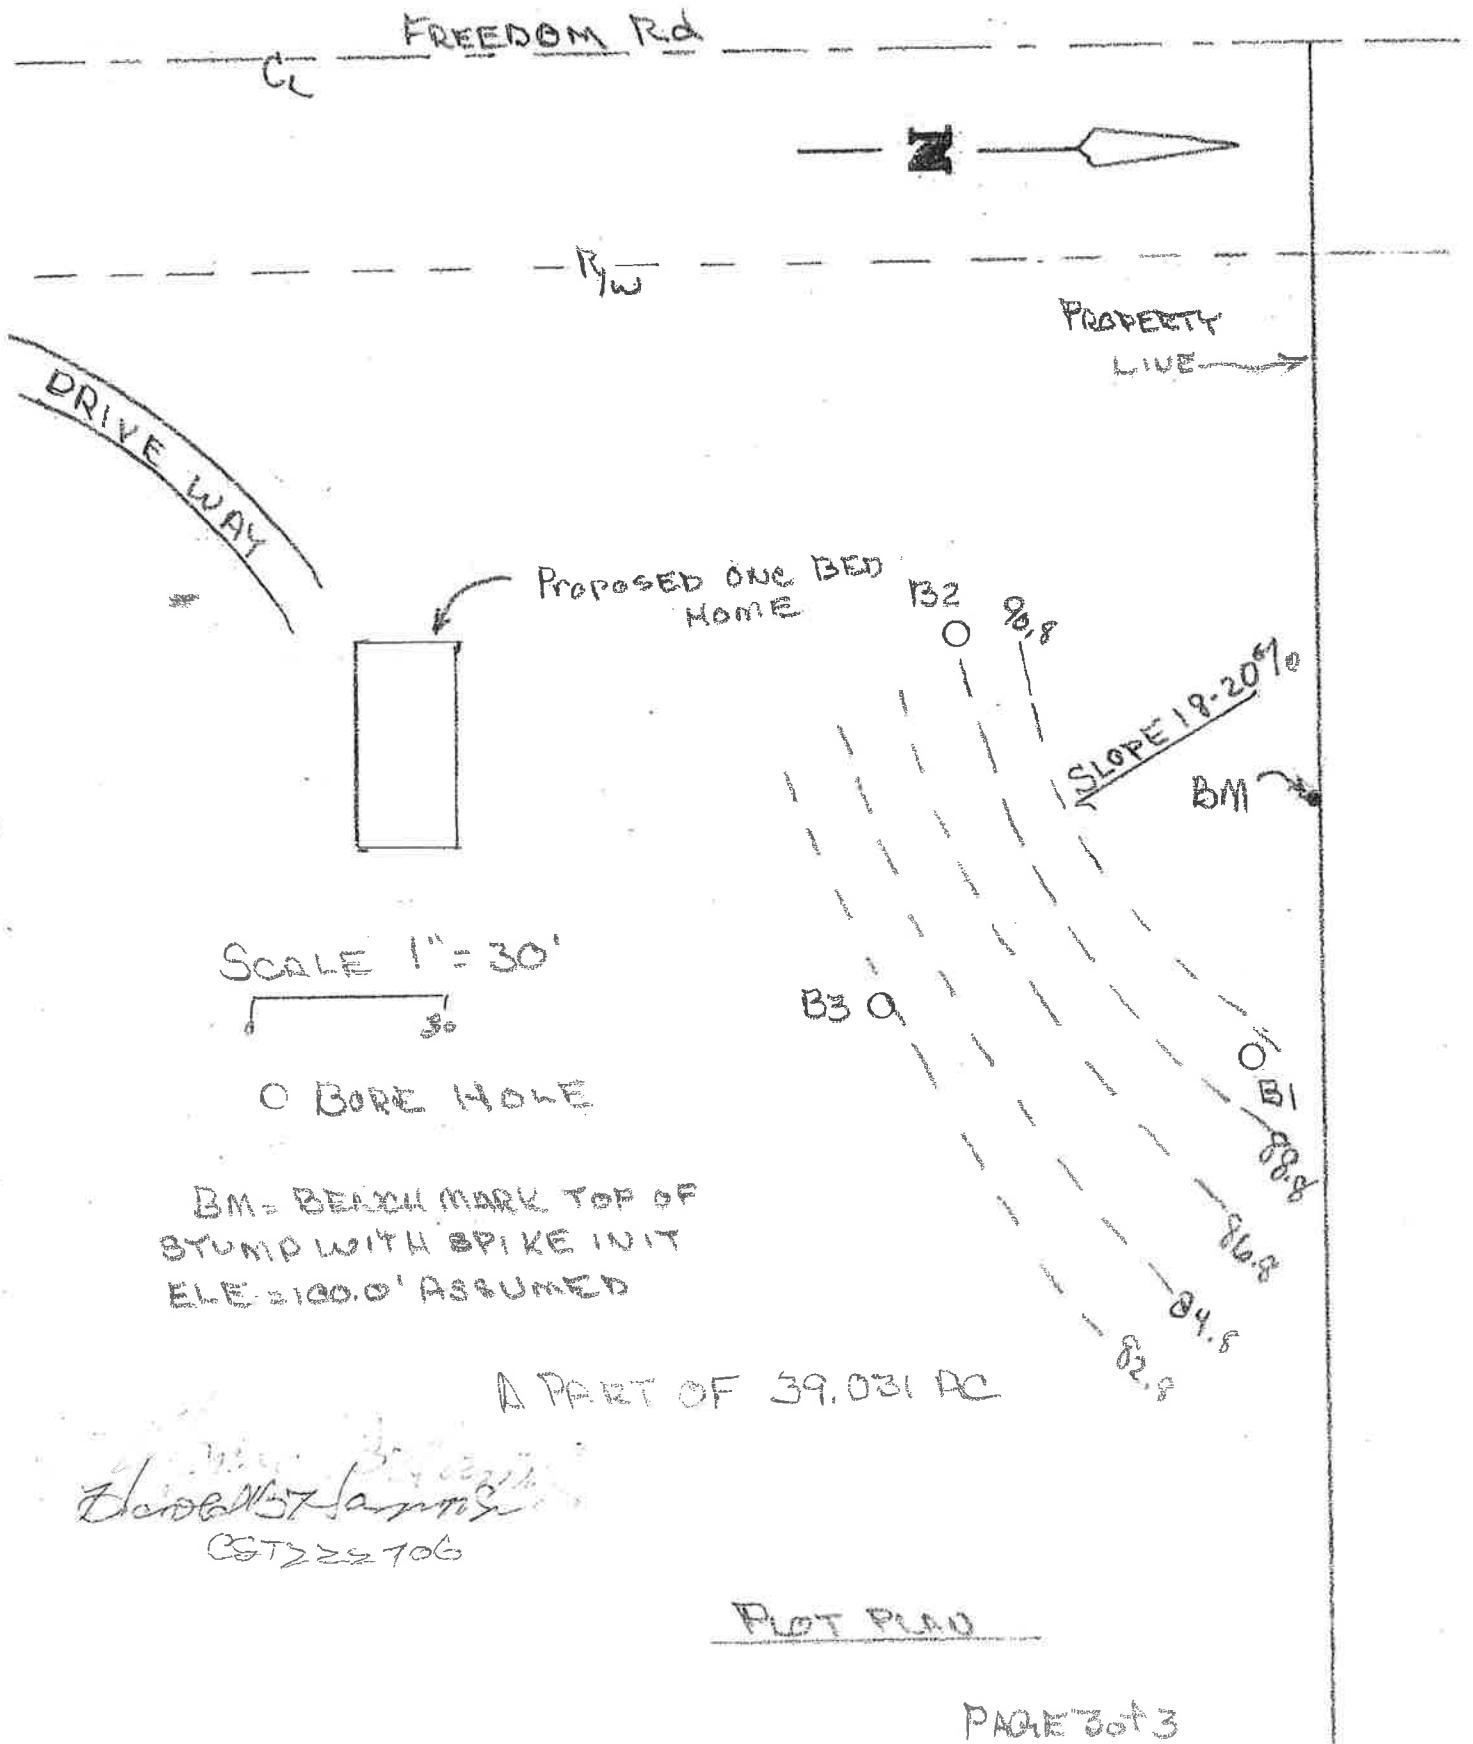 FREEDOM Rd
CL
N
R/W
PROPERTY
LINE
DRIVE WAY
PROPOSED ONE BED
HOME
B2
90.8
SLOPE 18-20%
BM
SCALE 1" = 30'
0 30
B3
B1
O BORE HOLE
88.8
BM = BENCH MARK TOP OF
STUMP WITH SPIKE IN IT
ELE = 100.0' ASSUMED
86.8
84.8
82.8
A PART OF 39.031 AC
CST 222706
PLOT PLAN
PAGE 3 of 3